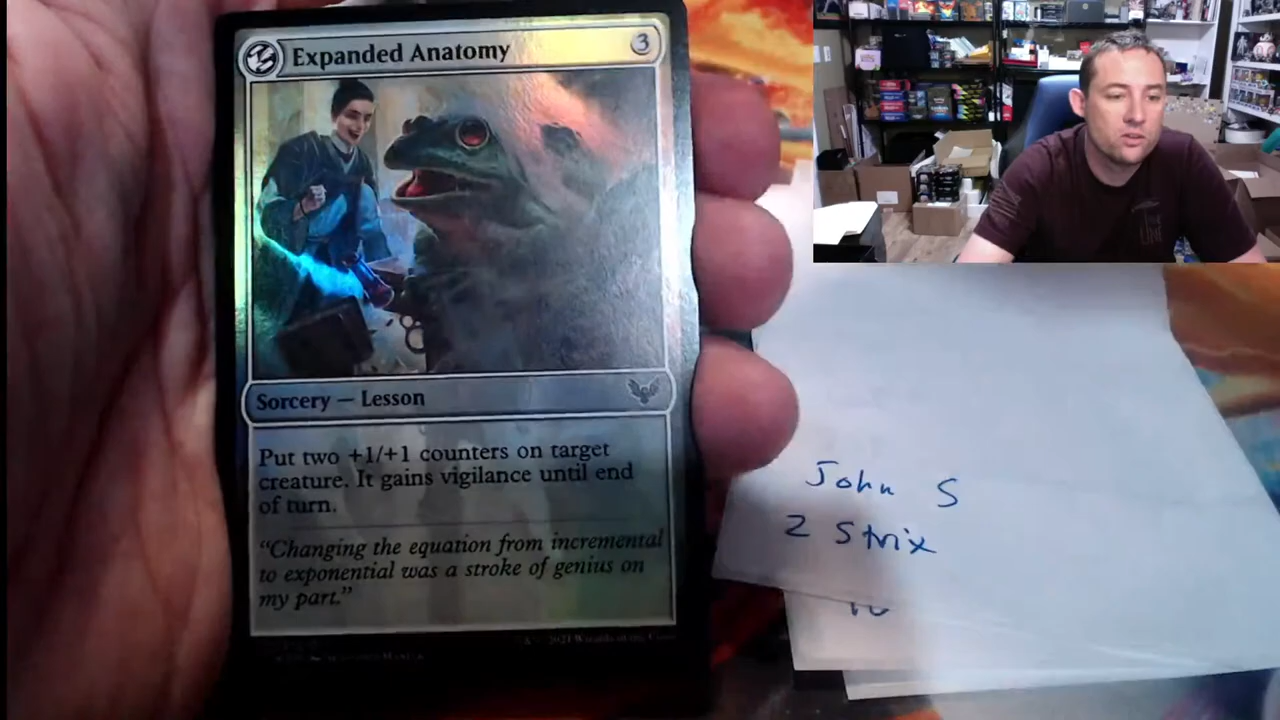 Expanded Anatomy
3
Sorcery — Lesson
Put two +1/+1 counters on target
creature. It gains vigilance until end
of turn.
“Changing the equation from incremental
to exponential was a stroke of genius on
my part.”
John S
2 Strix